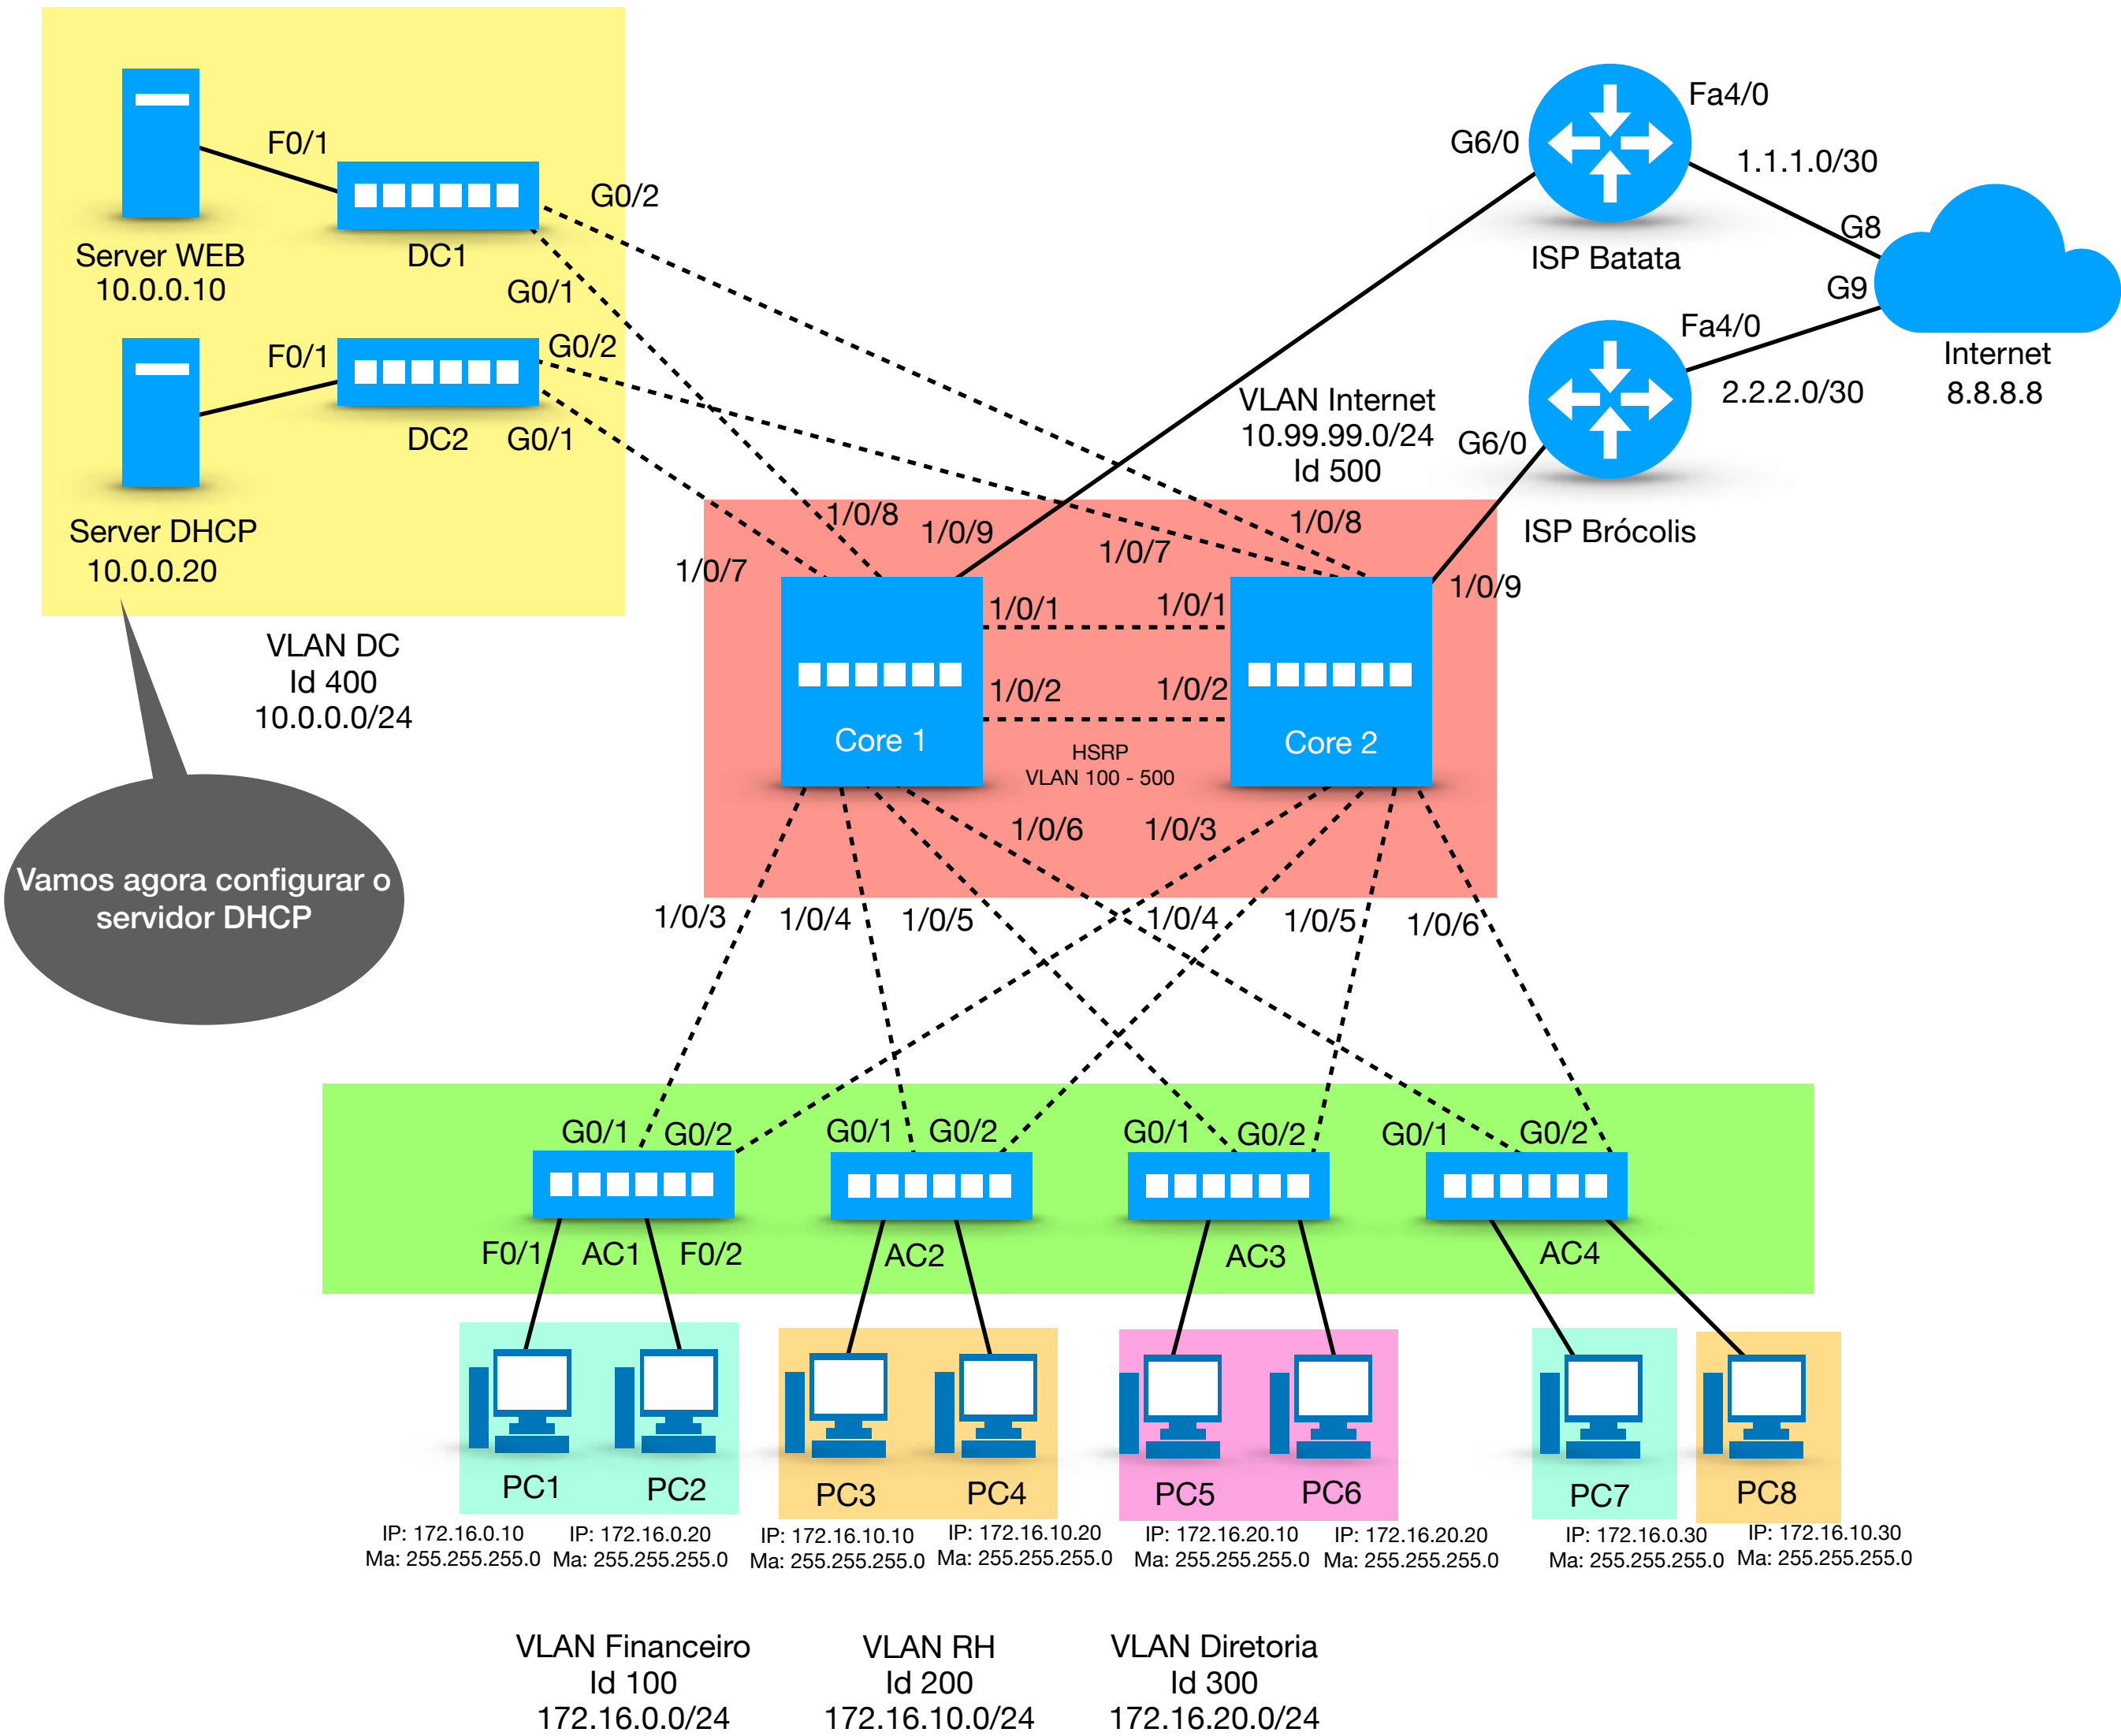 F0/1
G0/2
Server WEB
10.0.0.10
DC1
G0/1
F0/1
G0/2
DC2
G0/1
Server DHCP
10.0.0.20
VLAN DC
Id 400
10.0.0.0/24
Vamos agora configurar o
servidor DHCP
Fa4/0
G6/0
1.1.1.0/30
ISP Batata
G8
G9
Fa4/0
Internet
8.8.8.8
2.2.2.0/30
VLAN Internet
10.99.99.0/24
Id 500
G6/0
ISP Brócolis
1/0/8
1/0/9
1/0/8
1/0/7
1/0/7
1/0/9
1/0/1
1/0/1
1/0/2
1/0/2
Core 1
Core 2
HSRP
VLAN 100 - 500
1/0/6
1/0/3
1/0/3
1/0/4
1/0/5
1/0/4
1/0/5
1/0/6
G0/1
G0/2
G0/1
G0/2
G0/1
G0/2
G0/1
G0/2
F0/1
AC1
F0/2
AC2
AC3
AC4
PC1
PC2
PC3
PC4
PC5
PC6
PC7
PC8
IP: 172.16.0.10
Ma: 255.255.255.0
IP: 172.16.0.20
Ma: 255.255.255.0
IP: 172.16.10.10
Ma: 255.255.255.0
IP: 172.16.10.20
Ma: 255.255.255.0
IP: 172.16.20.10
Ma: 255.255.255.0
IP: 172.16.20.20
Ma: 255.255.255.0
IP: 172.16.0.30
Ma: 255.255.255.0
IP: 172.16.10.30
Ma: 255.255.255.0
VLAN Financeiro
Id 100
172.16.0.0/24
VLAN RH
Id 200
172.16.10.0/24
VLAN Diretoria
Id 300
172.16.20.0/24